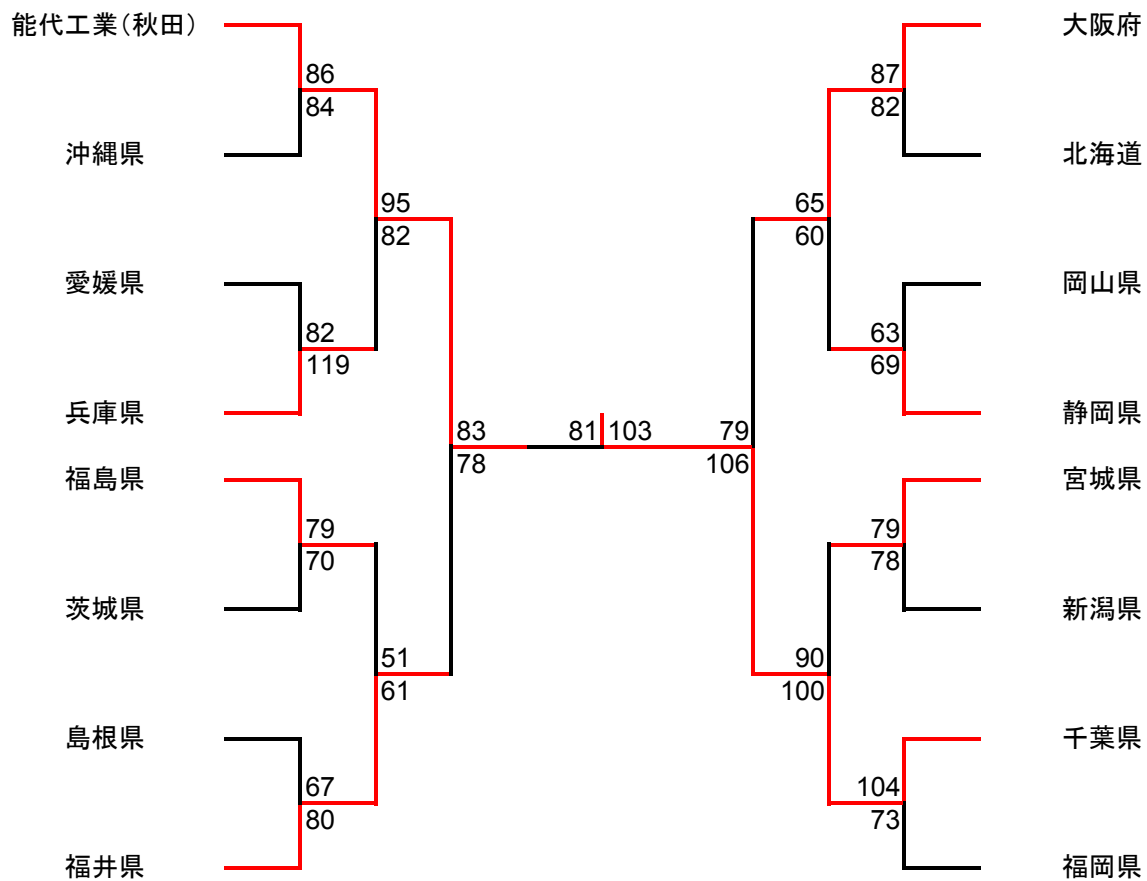 能代工業(秋田)
大阪府
86
87
84
82
沖縄県
北海道
95
65
82
60
愛媛県
岡山県
82
63
119
69
兵庫県
静岡県
83
81
103
79
78
106
福島県
宮城県
79
79
70
78
茨城県
新潟県
51
90
61
100
島根県
千葉県
67
104
80
73
福井県
福岡県